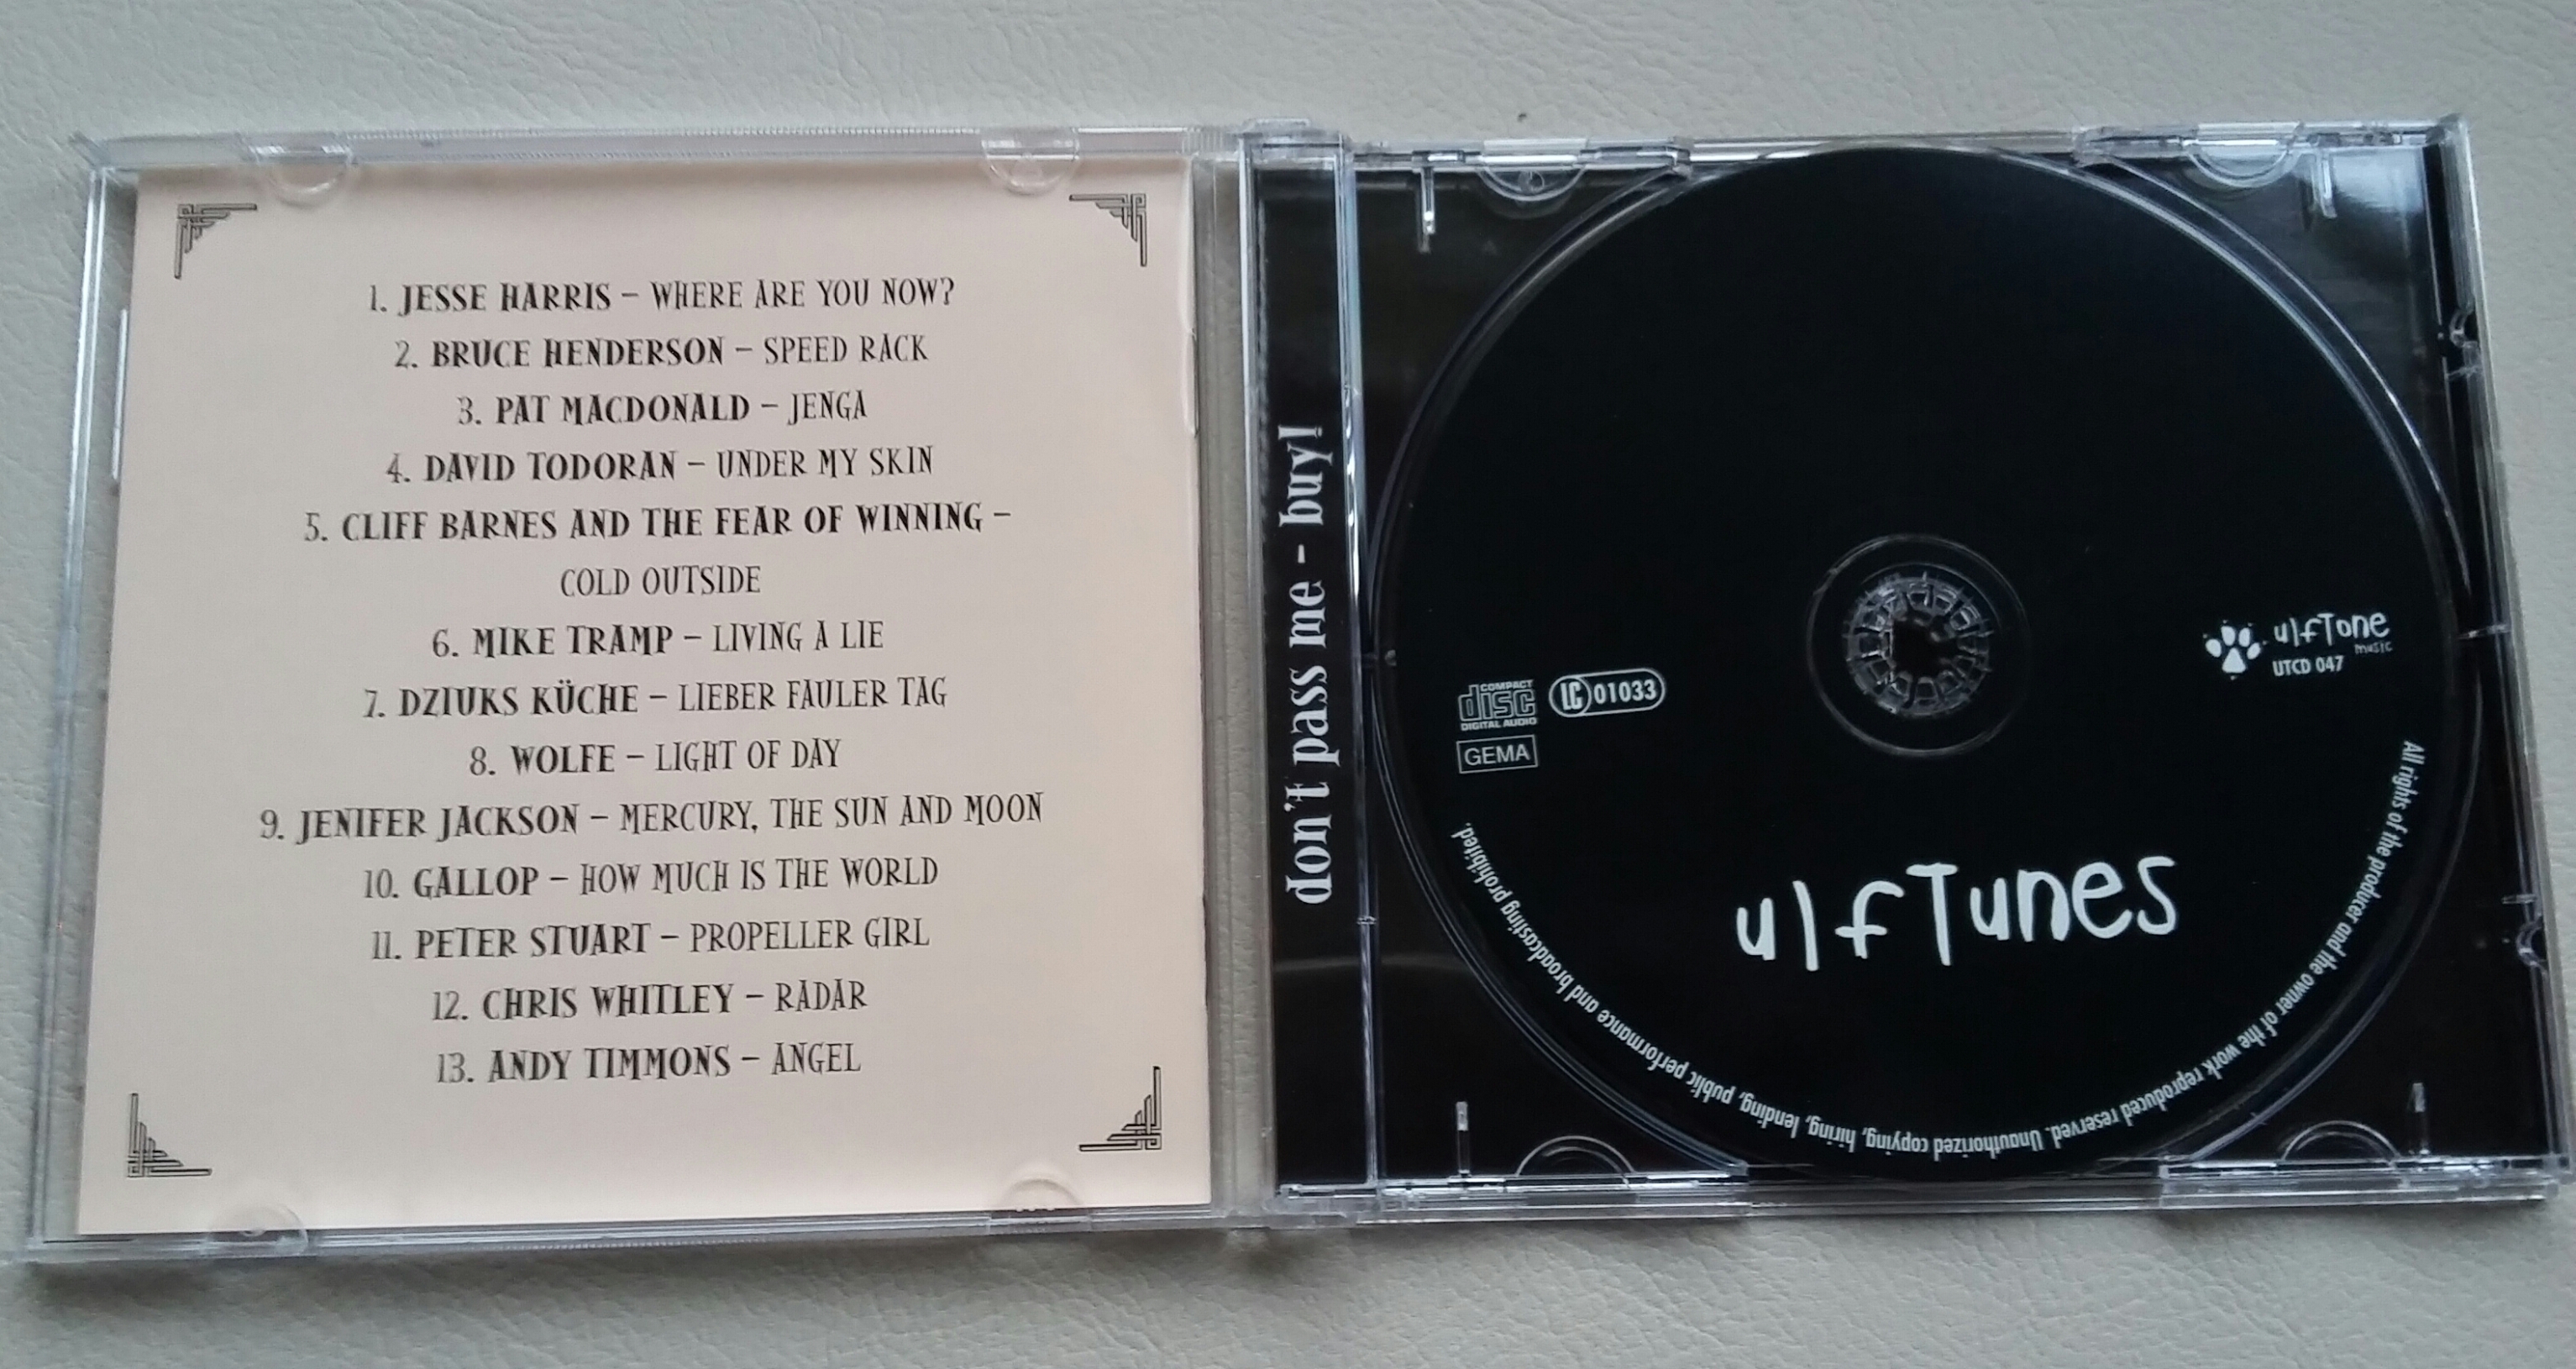 1. JESSE HARRIS – WHERE ARE YOU NOW?
2. BRUCE HENDERSON – SPEED RACK
3. PAT MACDONALD – JENGA
4. DAVID TODORAN – UNDER MY SKIN
5. CLIFF BARNES AND THE FEAR OF WINNING –
COLD OUTSIDE
6. MIKE TRAMP – LIVING A LIE
7. DZIUKS KÜCHE – LIEBER FAULER TAG
8. WOLFE – LIGHT OF DAY
9. JENIFER JACKSON – MERCURY, THE SUN AND MOON
10. GALLOP – HOW MUCH IS THE WORLD
11. PETER STUART – PROPELLER GIRL
12. CHRIS WHITLEY – RADAR
13. ANDY TIMMONS – ANGEL
don't pass me - buy!
COMPACT
disc
DIGITAL AUDIO
LC 01033
GEMA
ulfTone
music
UTCD 047
ulfTunes
All rights of the producer and the owner of the work reproduced reserved. Unauthorized copying, hiring, lending, public performance and broadcasting prohibited.